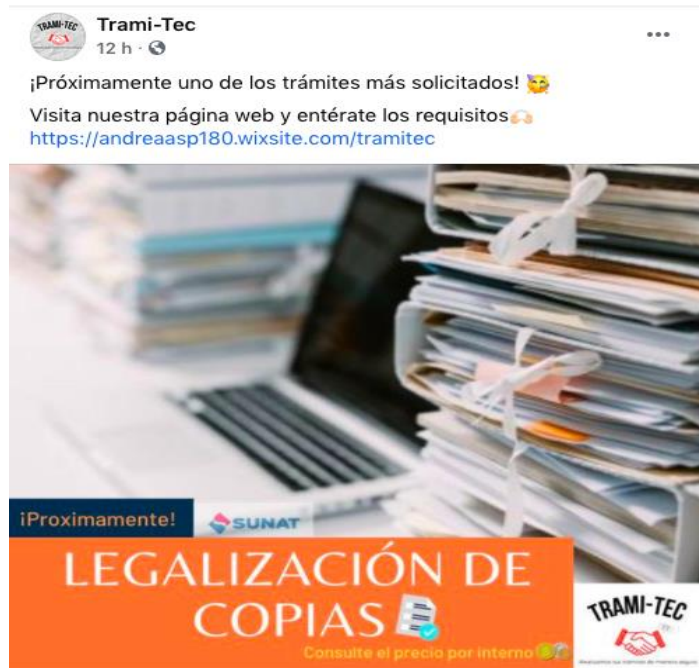 TRAMI-TEC
Trami-Tec
12 h ·
¡Próximamente uno de los trámites más solicitados! 🥰
Visita nuestra página web y entérate los requisitos🙌🏻
https://andreaasp180.wixsite.com/tramitec
¡Proximamente!
SUNAT
LEGALIZACIÓN DE
COPIAS
Consulte el precio por interno
TRAMI-TEC